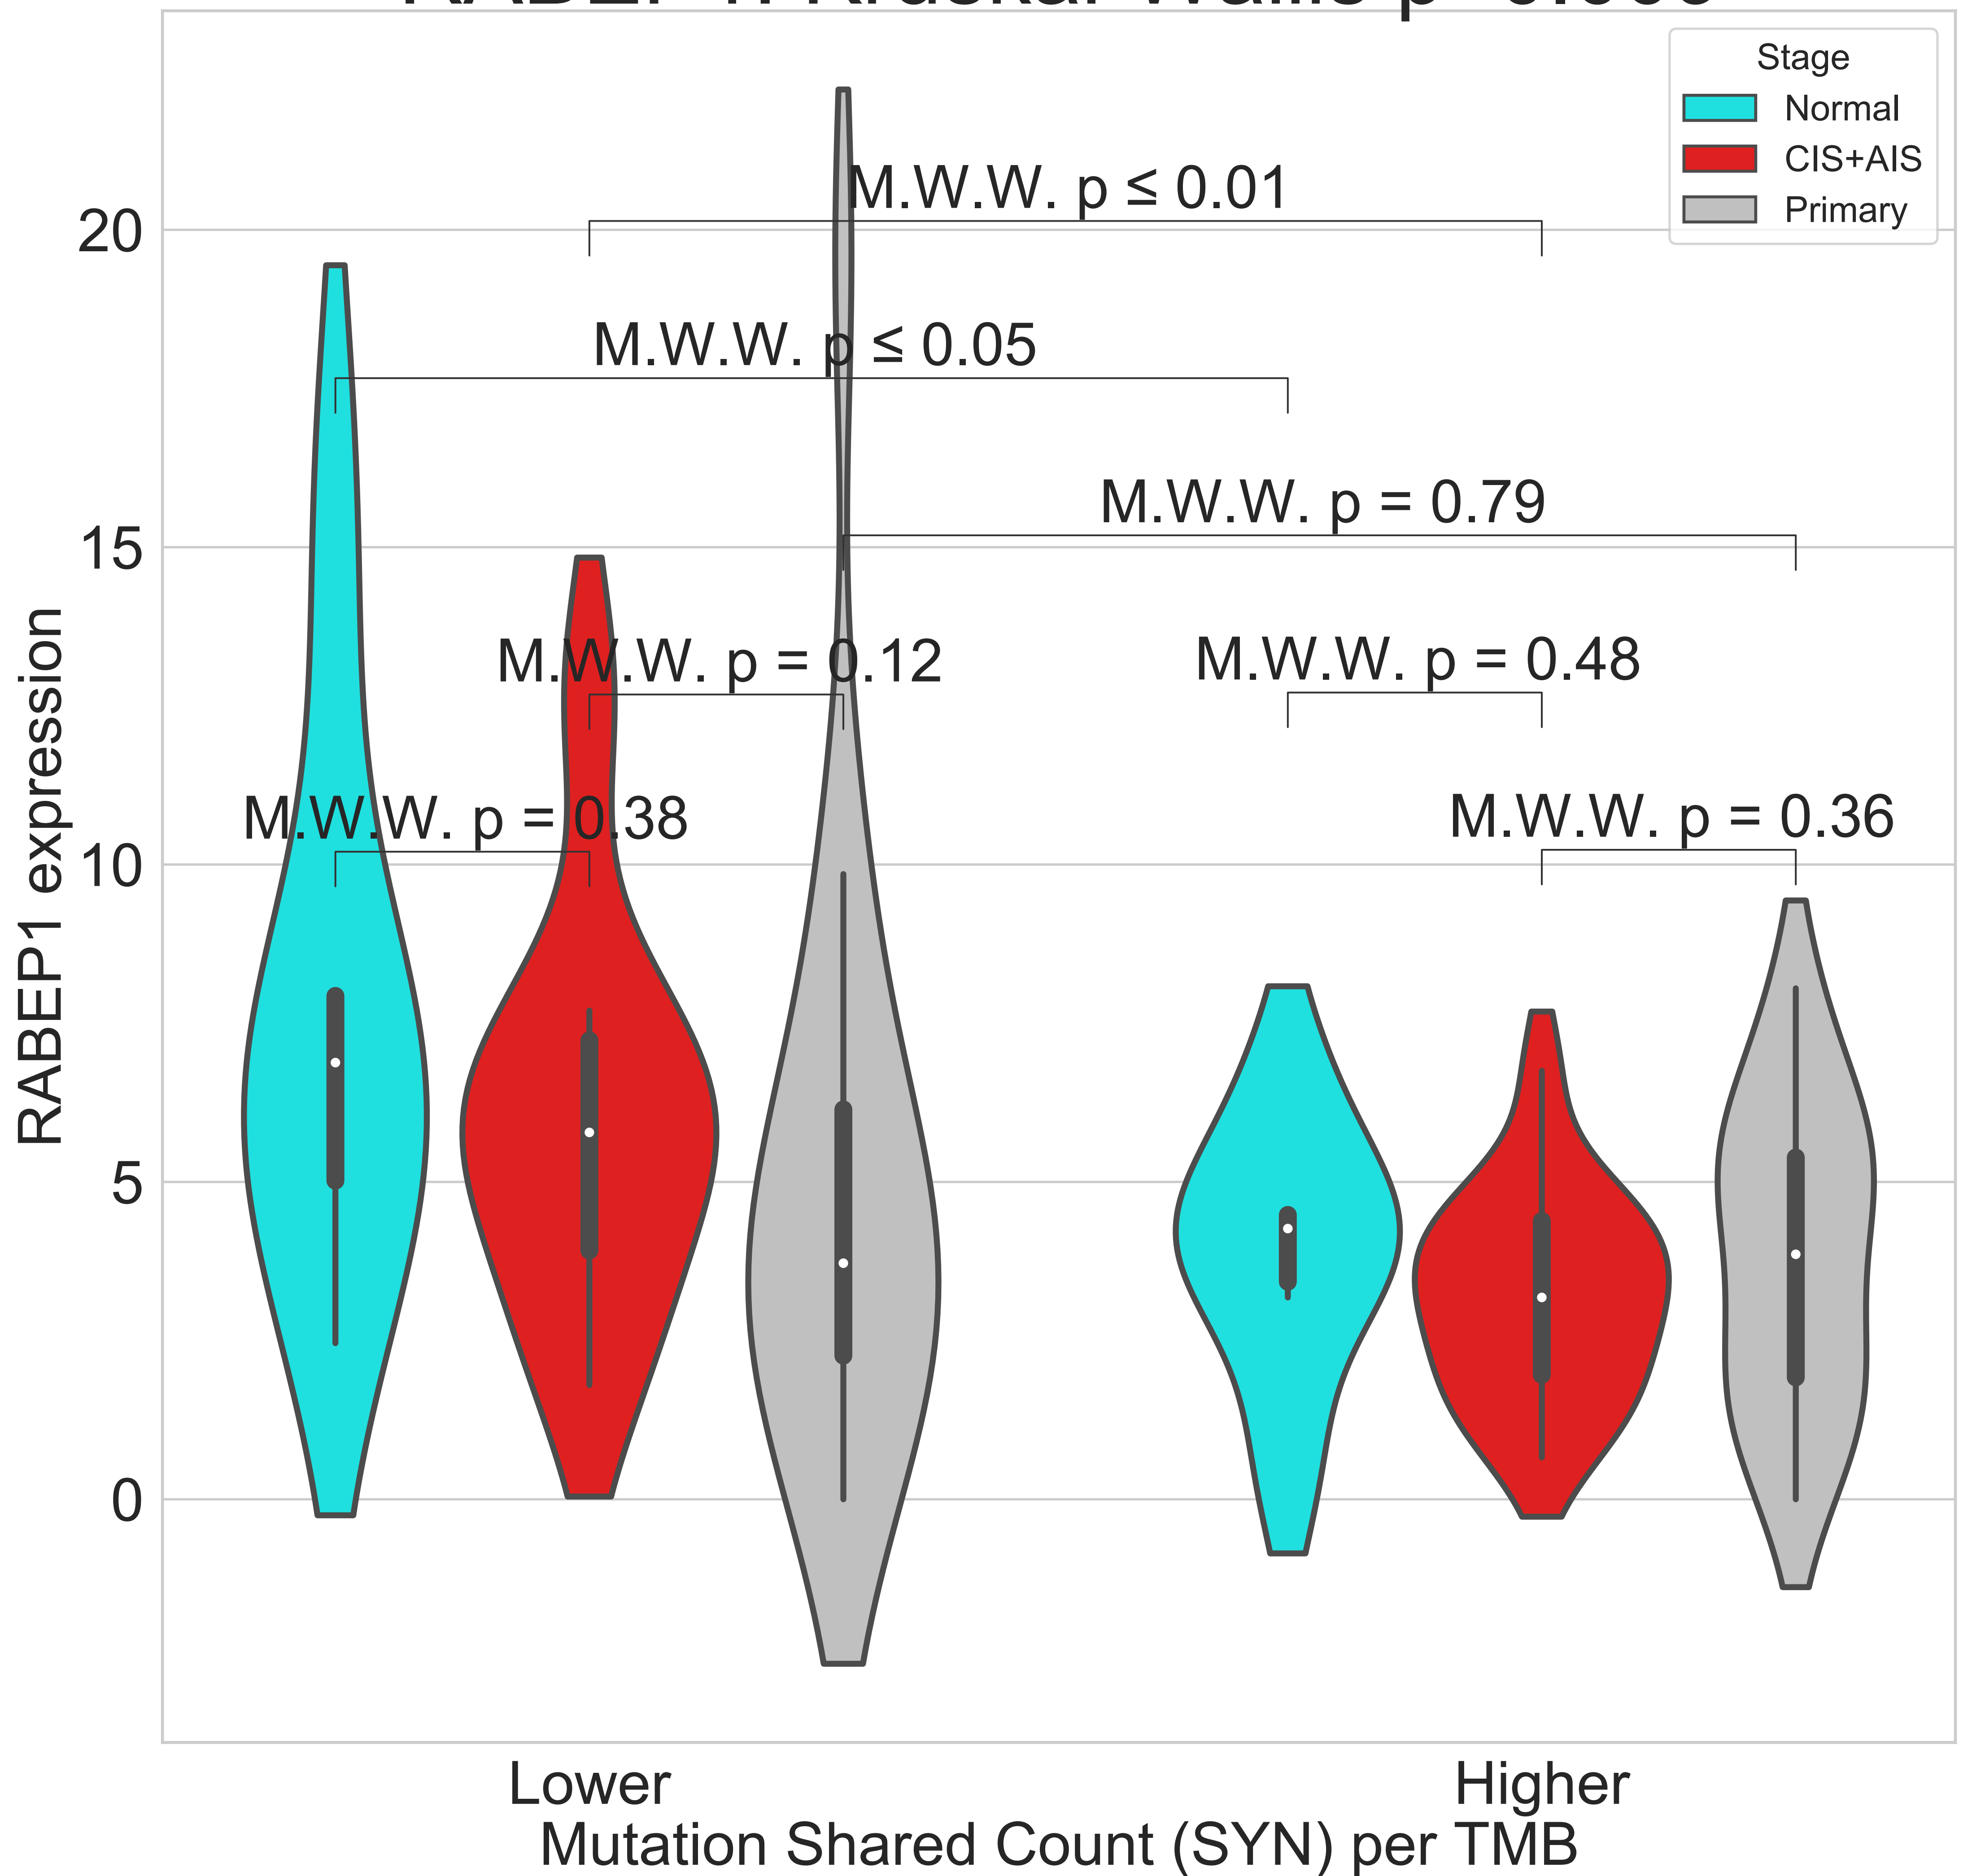 Stage
Normal
CIS+AIS
Primary
M.W.W. p ≤ 0.01
20
M.W.W. p ≤ 0.05
M.W.W. p = 0.79
15
M.W.W. p = 0.12
M.W.W. p = 0.48
M.W.W. p = 0.38
M.W.W. p = 0.36
10
RABEP1 expression
5
0
Lower
Higher
Mutation Shared Count (SYN) per TMB